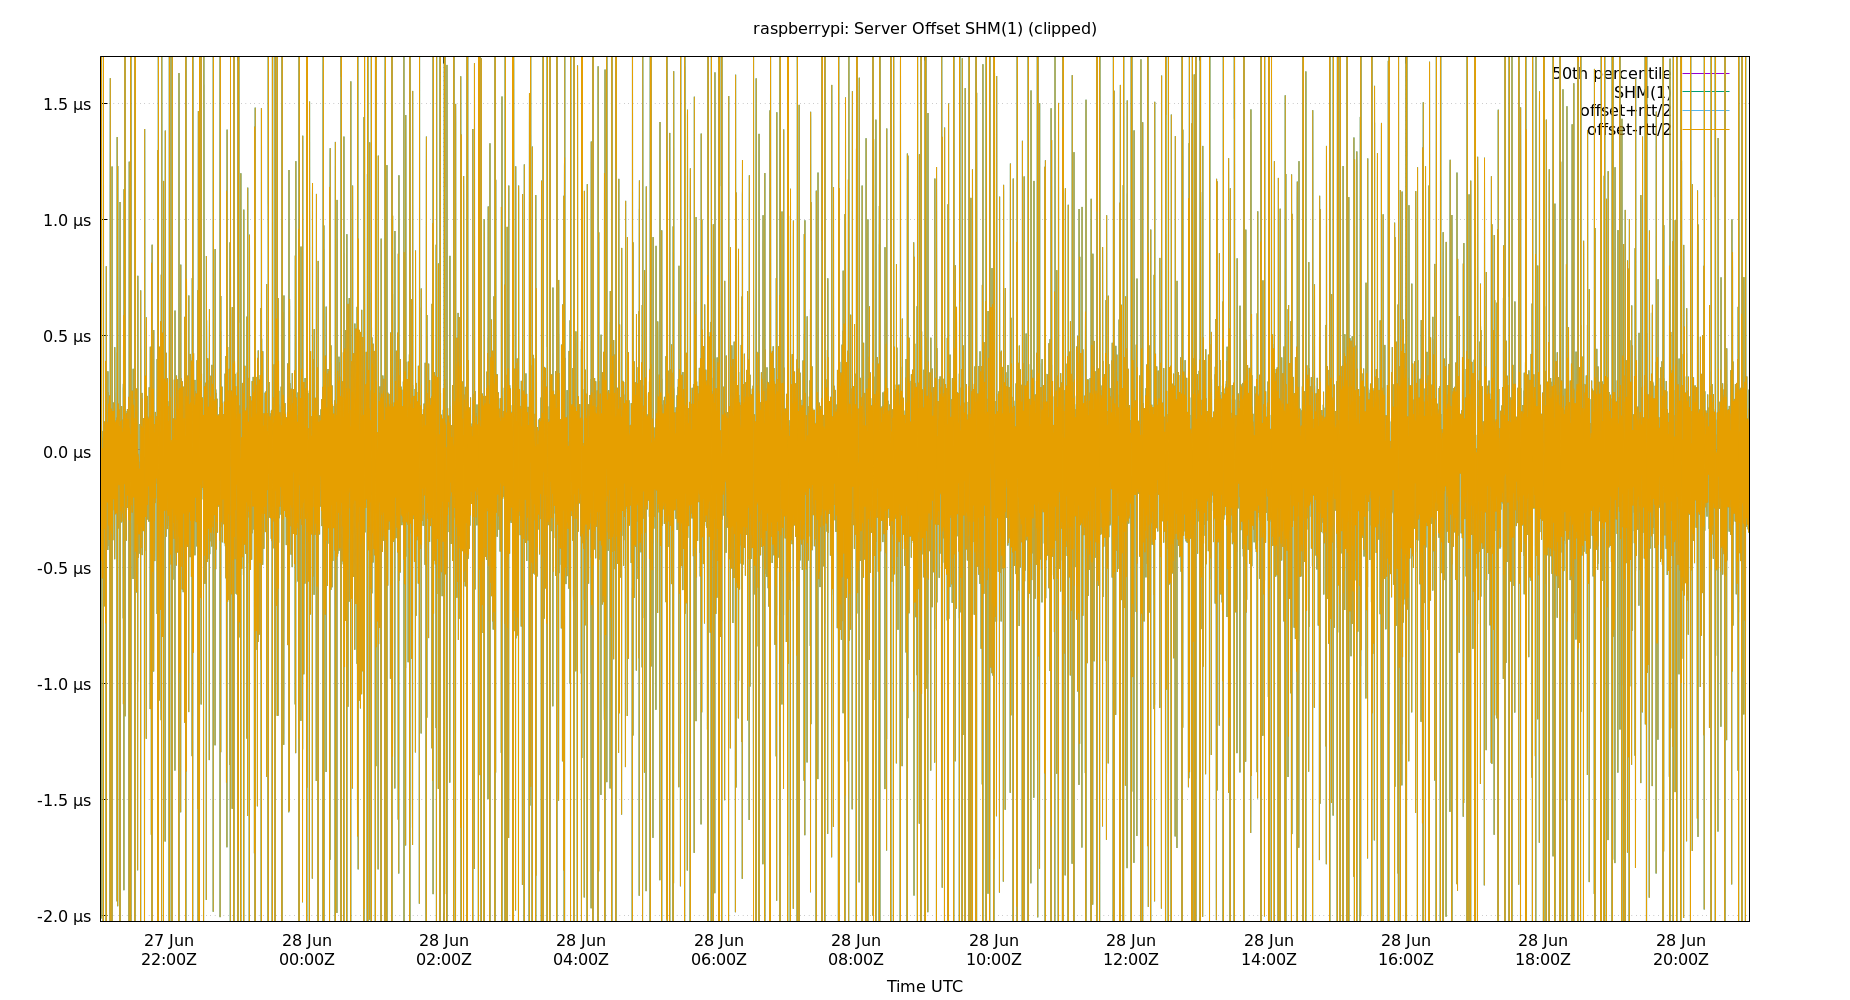 raspberrypi: Server Offset SHM(1) (clipped)
50th percentile
SHM(1)
offset+rtt/2
offset-rtt/2
1.5 µs
1.0 µs
0.5 µs
0.0 µs
-0.5 µs
-1.0 µs
-1.5 µs
-2.0 µs
27 Jun 28 Jun 28 Jun 28 Jun 28 Jun 28 Jun 28 Jun 28 Jun 28 Jun 28 Jun 28 Jun 28 Jun
22:00Z 00:00Z 02:00Z 04:00Z 06:00Z 08:00Z 10:00Z 12:00Z 14:00Z 16:00Z 18:00Z 20:00Z
Time UTC